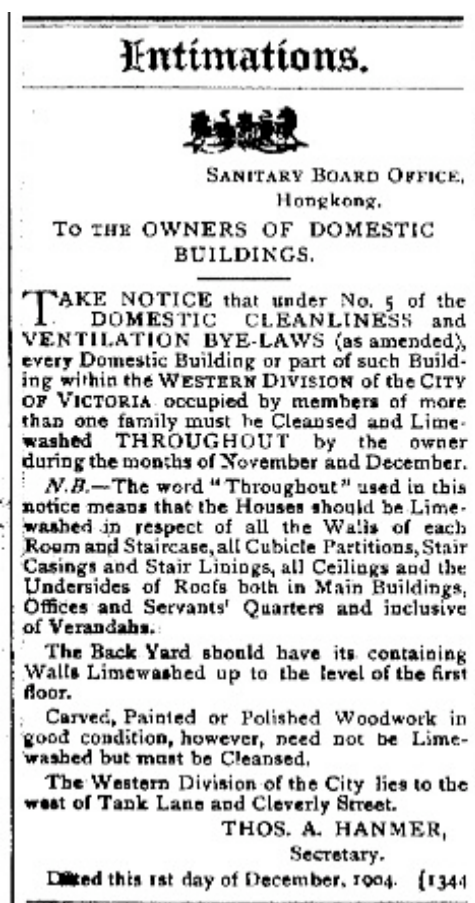 Intimations.
SANITARY BOARD OFFICE,
Hongkong.
TO THE OWNERS OF DOMESTIC
BUILDINGS.
TAKE NOTICE that under No. 5 of the
DOMESTIC CLEANLINESS and
VENTILATION BYE-LAWS (as amended),
every Domestic Building or part of such Build-
ing within the WESTERN DIVISION of the CITY
OF VICTORIA occupied by members of more
than one family must be Cleansed and Lime-
washed THROUGHOUT by the owner
during the months of November and December.
N.B.—The word "Throughout" used in this
notice means that the Houses should be Lime-
washed in respect of all the Walls of each
Room and Staircase, all Cubicle Partitions, Stair
Casings and Stair Linings, all Ceilings and the
Undersides of Roofs both in Main Buildings,
Offices and Servants' Quarters and inclusive
of Verandahs.
The Back Yard should have its containing
Walls Limewashed up to the level of the first
floor.
Carved, Painted or Polished Woodwork in
good condition, however, need not be Lime-
washed but must be Cleansed.
The Western Division of the City lies to the
west of Tank Lane and Cleverly Street.
THOS. A. HANMER,
Secretary.
Dated this 1st day of December, 1904. [1344